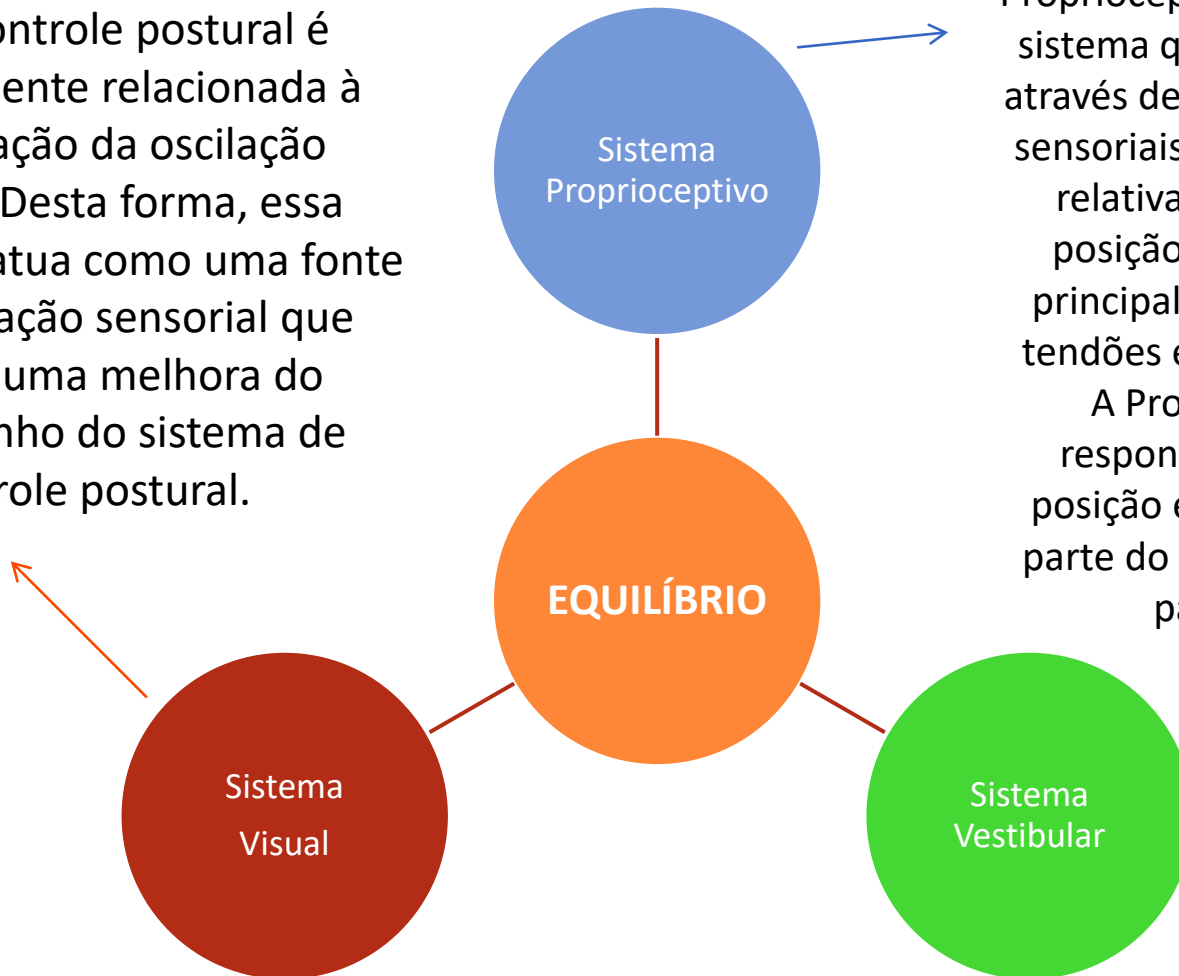 ontrole postural é
ente relacionada à
ação da oscilação
Desta forma, essa
atua como uma fonte
ação sensorial que
uma melhora do
nho do sistema de
role postural.
Sistema
Proprioceptivo
sistema q
através de
sensoriais
relativa
posição
principal
tendões e
A Pro
respon
posição e
parte do
pa
EQUILÍBRIO
Sistema
Visual
Sistema
Vestibular